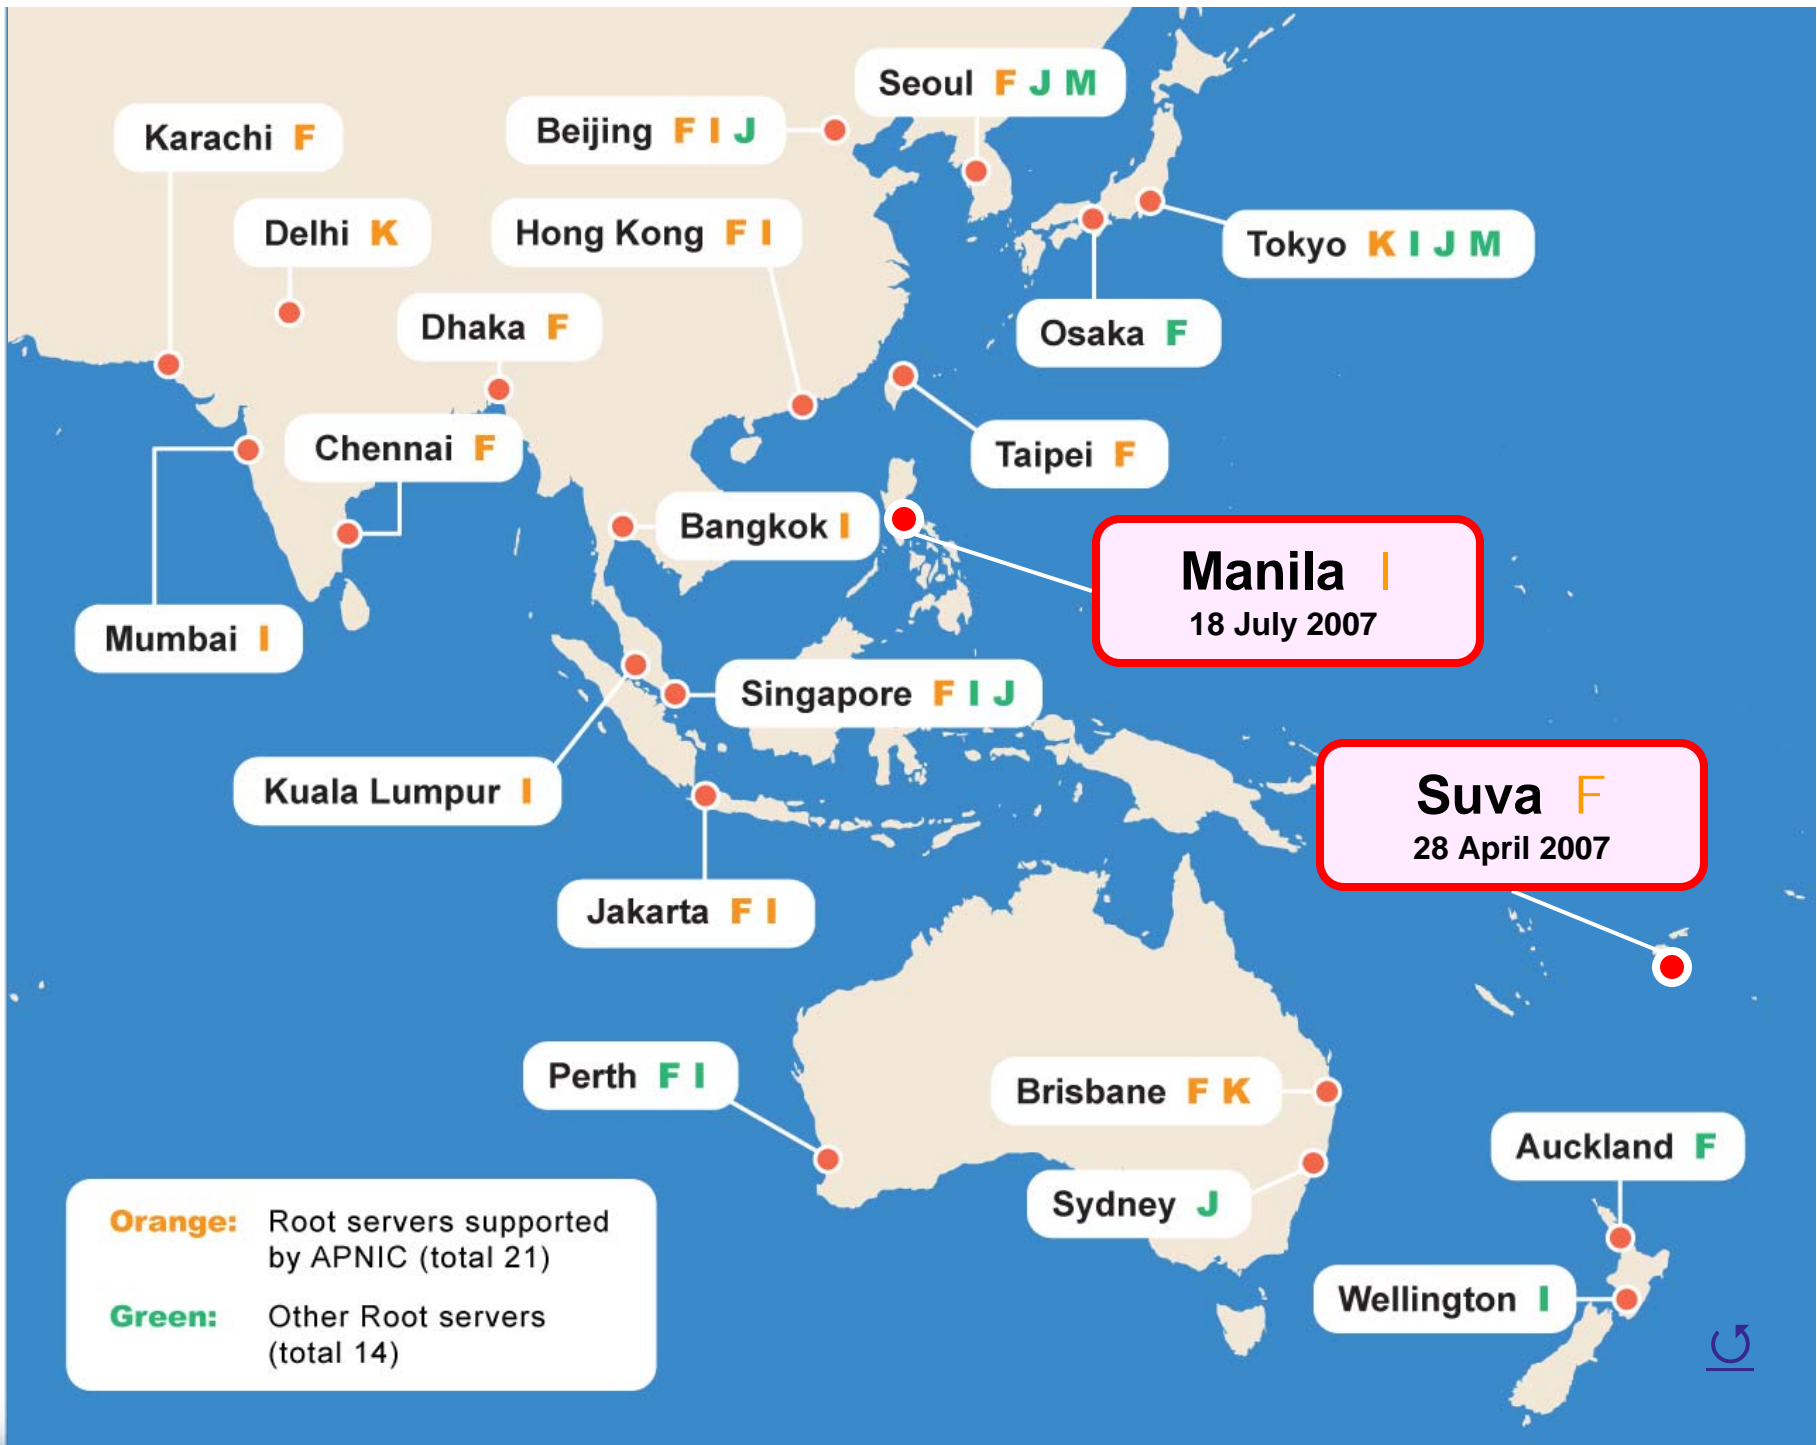 Seoul F J M
Karachi F
Beijing F I J
Delhi K
Hong Kong F I
Tokyo K I J M
Dhaka F
Osaka F
Chennai F
Taipei F
Bangkok I
Manila I
18 July 2007
Mumbai I
Singapore F I J
Kuala Lumpur I
Suva F
28 April 2007
Jakarta F I
Perth F I
Brisbane F K
Auckland F
Sydney J
Wellington I
Orange: Root servers supported
by APNIC (total 21)
Green: Other Root servers
(total 14)